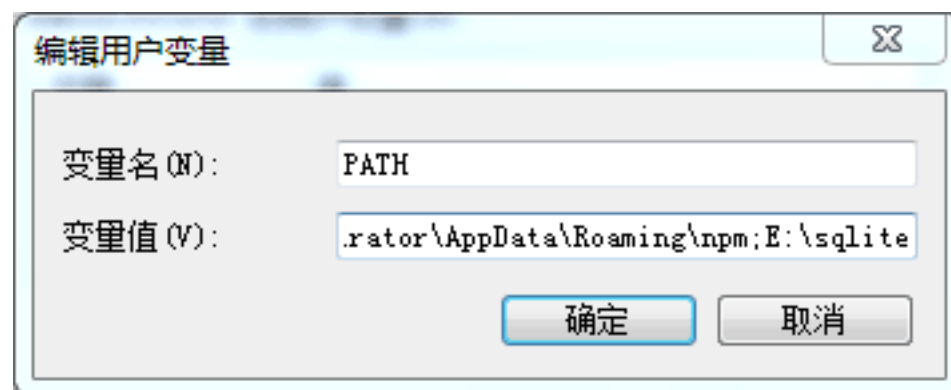 编辑用户变量
变量名(N): PATH
变量值(V): .rator\AppData\Roaming\npm;E:\sqlite
确定 取消